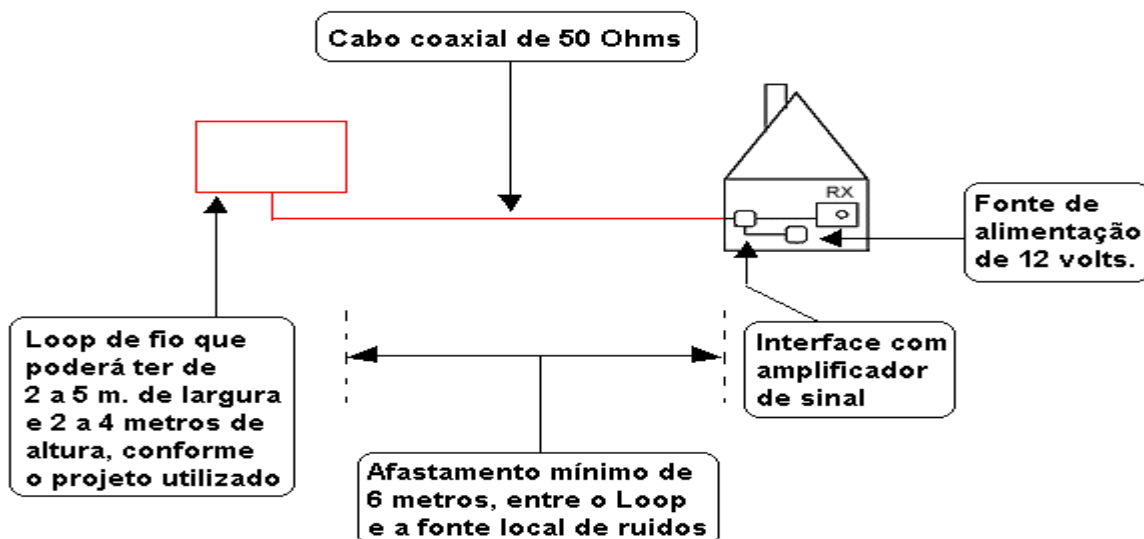 Cabo coaxial de 50 Ohms
RX
Fonte de
alimentação
de 12 volts.
Loop de fio que
poderá ter de
2 a 5 m. de largura
e 2 a 4 metros de
altura, conforme
o projeto utilizado
Interface com
amplificador
de sinal
Afastamento mínimo de
6 metros, entre o Loop
e a fonte local de ruidos